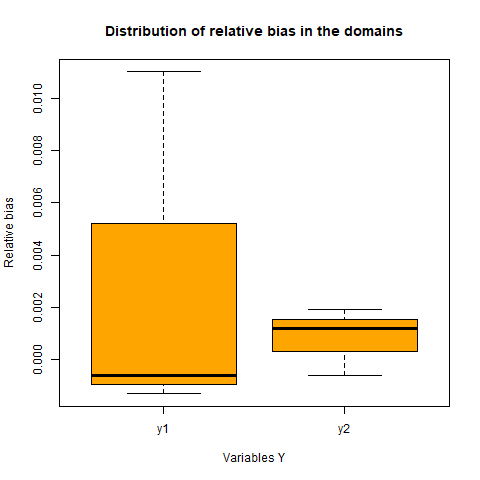 Distribution of relative bias in the domains
Relative bias
0.010
0.008
0.006
0.004
0.002
0.000
y1
y2
Variables Y